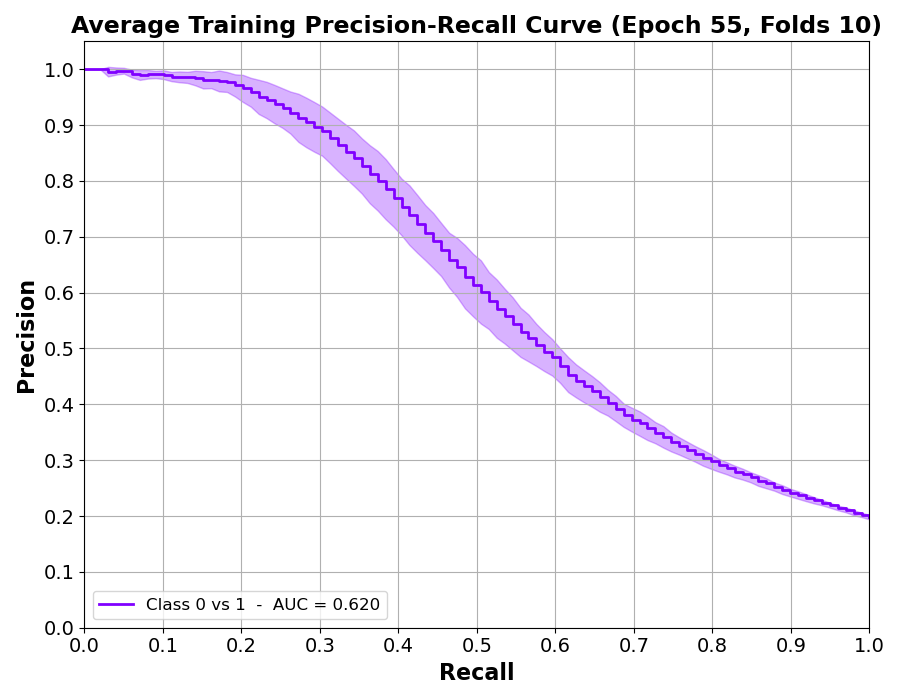 Average Training Precision-Recall Curve (Epoch 55, Folds 10)
1.0
0.9
0.8
0.7
0.6
0.5
0.4
0.3
0.2
0.1
0.0
Precision
Class 0 vs 1 - AUC = 0.620
0.0 0.1 0.2 0.3 0.4 0.5 0.6 0.7 0.8 0.9 1.0
Recall